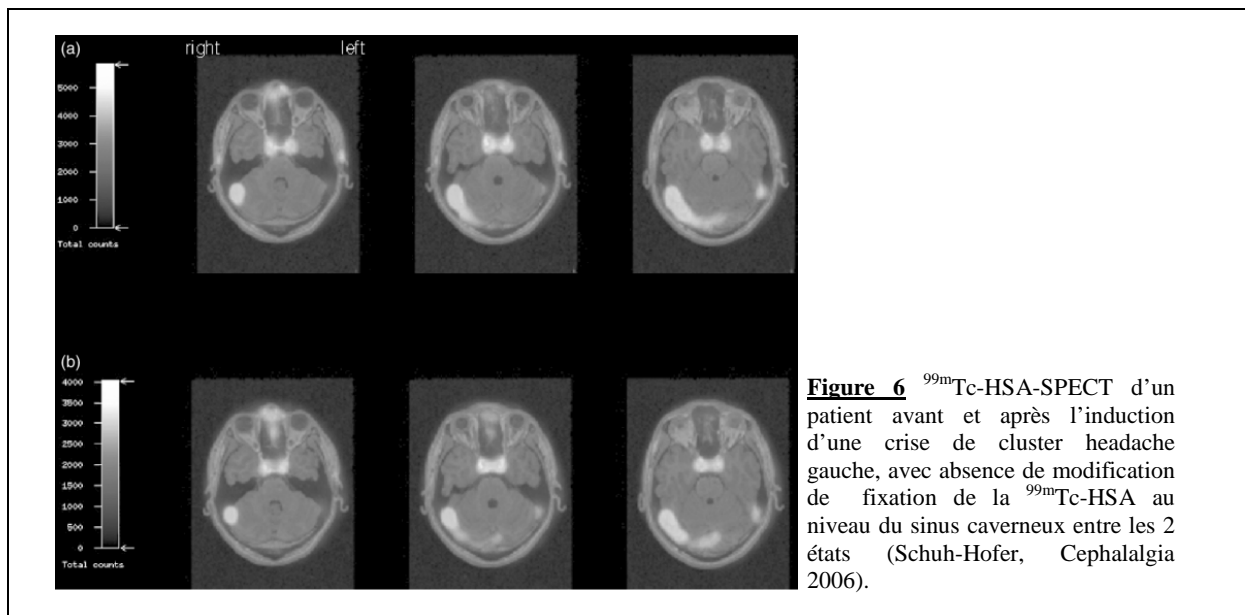 (a)
right left
5000
4000
3000
2000
1000
0
Total counts
(b)
4000
3500
3000
2500
2000
1500
1000
500
0
Total counts
Figure 6 99mTc-HSA-SPECT d'un
patient avant et après l'induction
d'une crise de cluster headache
gauche, avec absence de modification
de fixation de la 99mTc-HSA au
niveau du sinus caverneux entre les 2
états (Schuh-Hofer, Cephalalgia
2006).